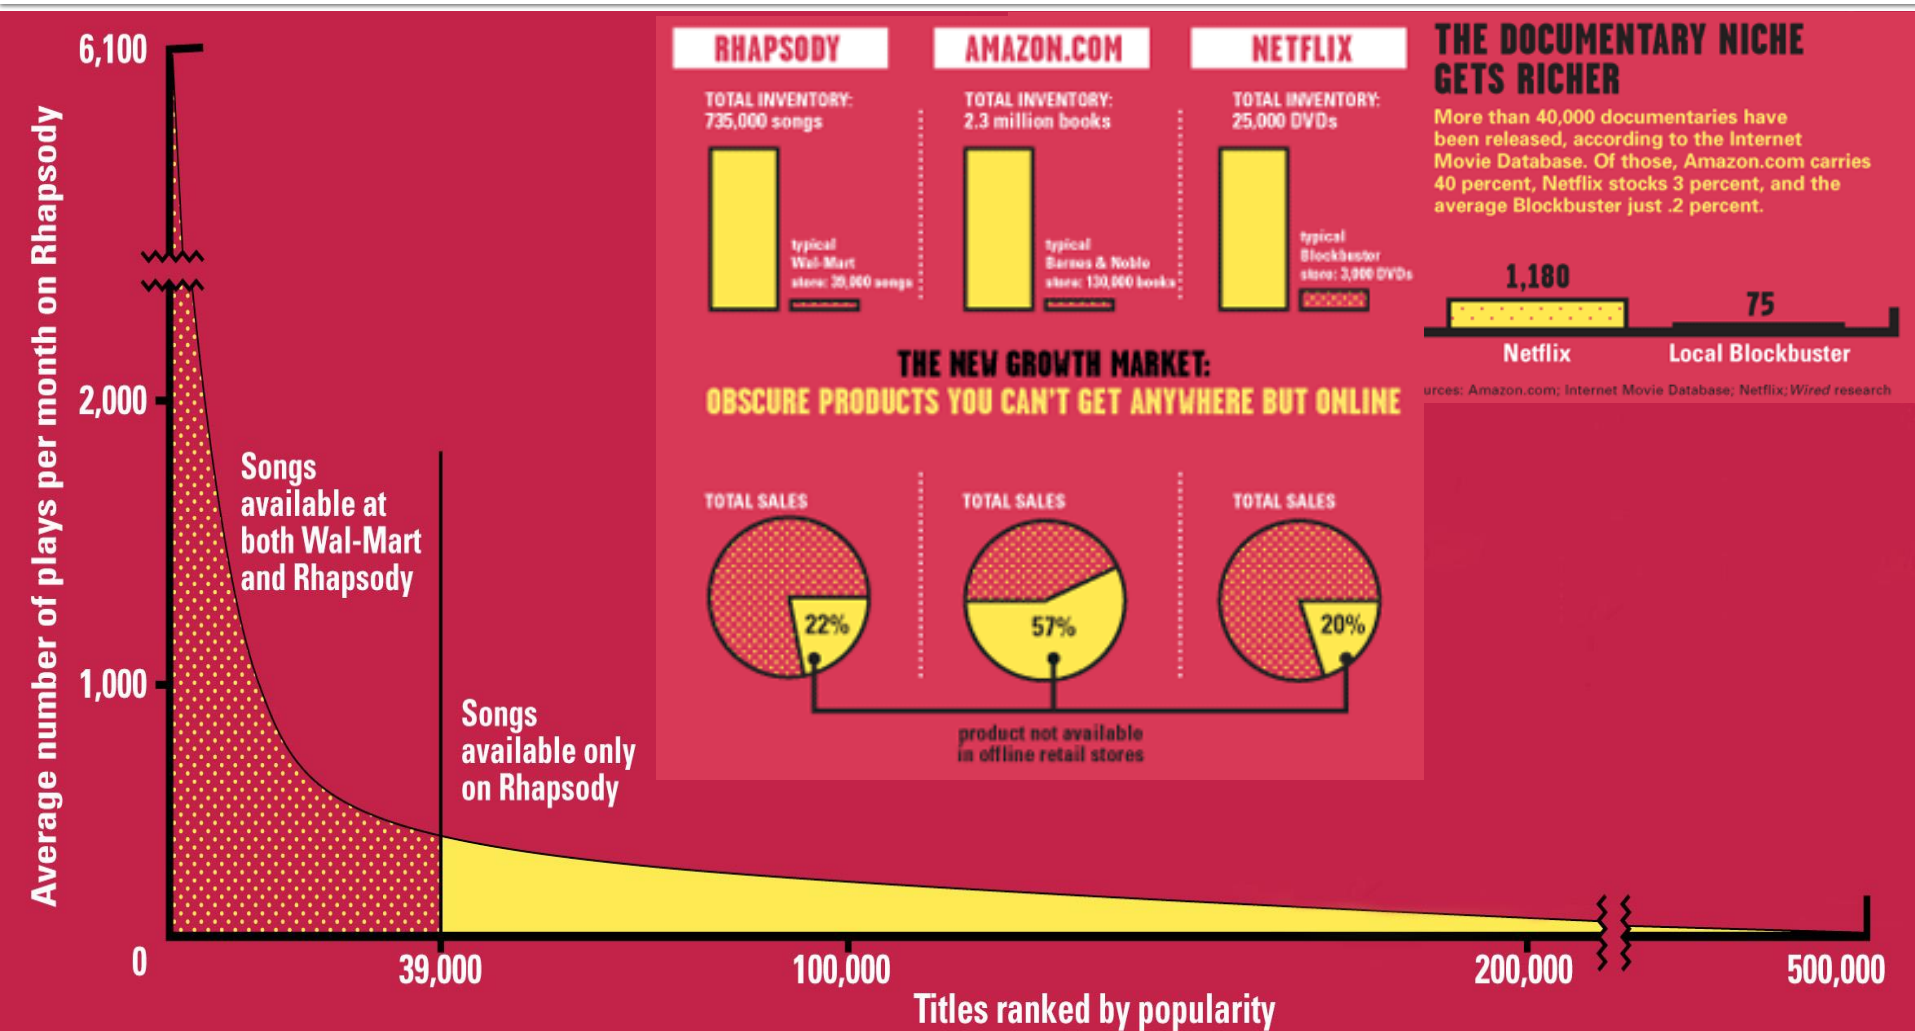 6,100
2,000
1,000
0
Average number of plays per month on Rhapsody
Songs
available at
both Wal-Mart
and Rhapsody
Songs
available only
on Rhapsody
39,000
100,000
200,000
500,000
Titles ranked by popularity
RHAPSODY
TOTAL INVENTORY:
735,000 songs
typical
Wal-Mart
store: 39,000 songs
AMAZON.COM
TOTAL INVENTORY:
2.3 million books
typical
Barnes & Noble
store: 130,000 books
NETFLIX
TOTAL INVENTORY:
25,000 DVDs
typical
Blockbuster
store: 3,000 DVDs
THE NEW GROWTH MARKET:
OBSCURE PRODUCTS YOU CAN'T GET ANYWHERE BUT ONLINE
TOTAL SALES
22%
TOTAL SALES
57%
TOTAL SALES
20%
product not available
in offline retail stores
THE DOCUMENTARY NICHE
GETS RICHER
More than 40,000 documentaries have
been released, according to the Internet
Movie Database. Of those, Amazon.com carries
40 percent, Netflix stocks 3 percent, and the
average Blockbuster just .2 percent.
1,180
75
Netflix
Local Blockbuster
urces: Amazon.com; Internet Movie Database; Netflix; Wired research